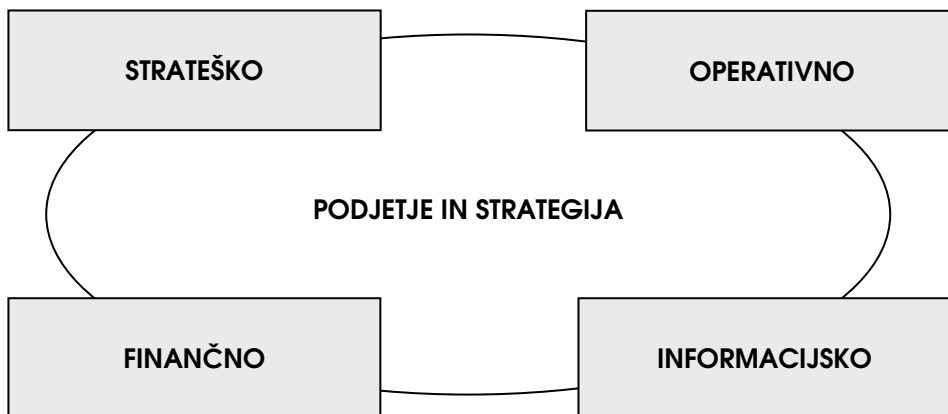 STRATEŠKO
OPERATIVNO
PODJETJE IN STRATEGIJA
FINANČNO
INFORMACIJSKO